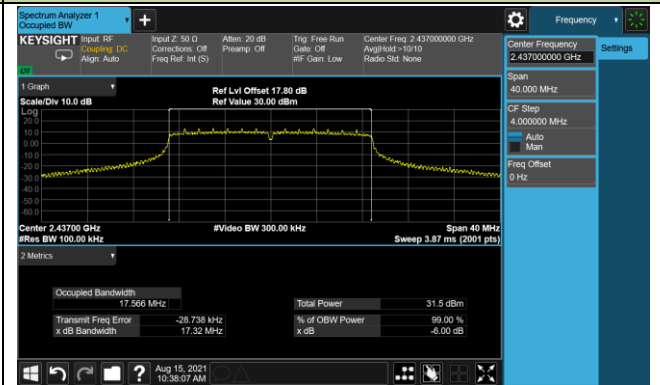 Spectrum Analyzer 1
Occupied BW
Frequency
KEYSIGHT
Input: RF
Coupling: DC
Align: Auto
Input Z: 50 Ω
Corrections: Off
Freq Ref: Int (S)
Atten: 20 dB
Preamp: Off
Trig: Free Run
Gate: Off
#IF Gain: Low
Center Freq: 2.437000000 GHz
Avg|Hold:>10/10
Radio Std: None
Center Frequency
2.437000000 GHz
Settings
Span
40.000 MHz
CF Step
4.000000 MHz
Auto
Man
Freq Offset
0 Hz
1 Graph
Scale/Div 10.0 dB
Ref Lvl Offset 17.80 dB
Ref Value 30.00 dBm
Log
20.0
10.0
0.00
-10.0
-20.0
-30.0
-40.0
-50.0
-60.0
Center 2.43700 GHz
#Video BW 300.00 kHz
Span 40 MHz
#Res BW 100.00 kHz
Sweep 3.87 ms (2001 pts)
2 Metrics
Occupied Bandwidth
17.566 MHz
Total Power 31.5 dBm
Transmit Freq Error -28.738 kHz
% of OBW Power 99.00 %
x dB Bandwidth 17.32 MHz
x dB -6.00 dB
?
Aug 15, 2021
10:38:07 AM